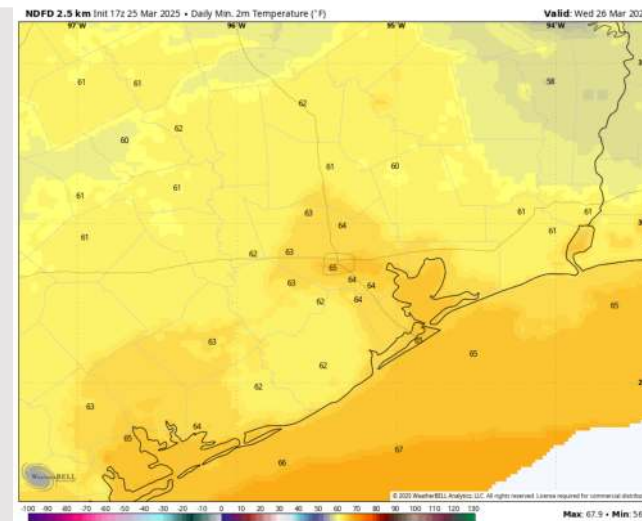 NDFD 2.5 km Init 17z 25 Mar 2025 • Daily Min. 2m Temperature (°F)
Valid: Wed 26 Mar 202
97°W 96°W 95°W 94°W
61 61 58
62
60 62
61 60
61 61
63 61 61
64
61 61
62 63
65
63 64 64
62 64
65
63 65 65
62
62
63
64
65
66 67
WeatherBELL
© 2025 WeatherBELL Analytics, LLC. All rights reserved. License required for commercial distribu
-100 -90 -80 -70 -60 -50 -40 -30 -20 -10 0 10 20 30 40 50 60 70 80 90 100 110 120 130
Max: 67.9 • Min: 56